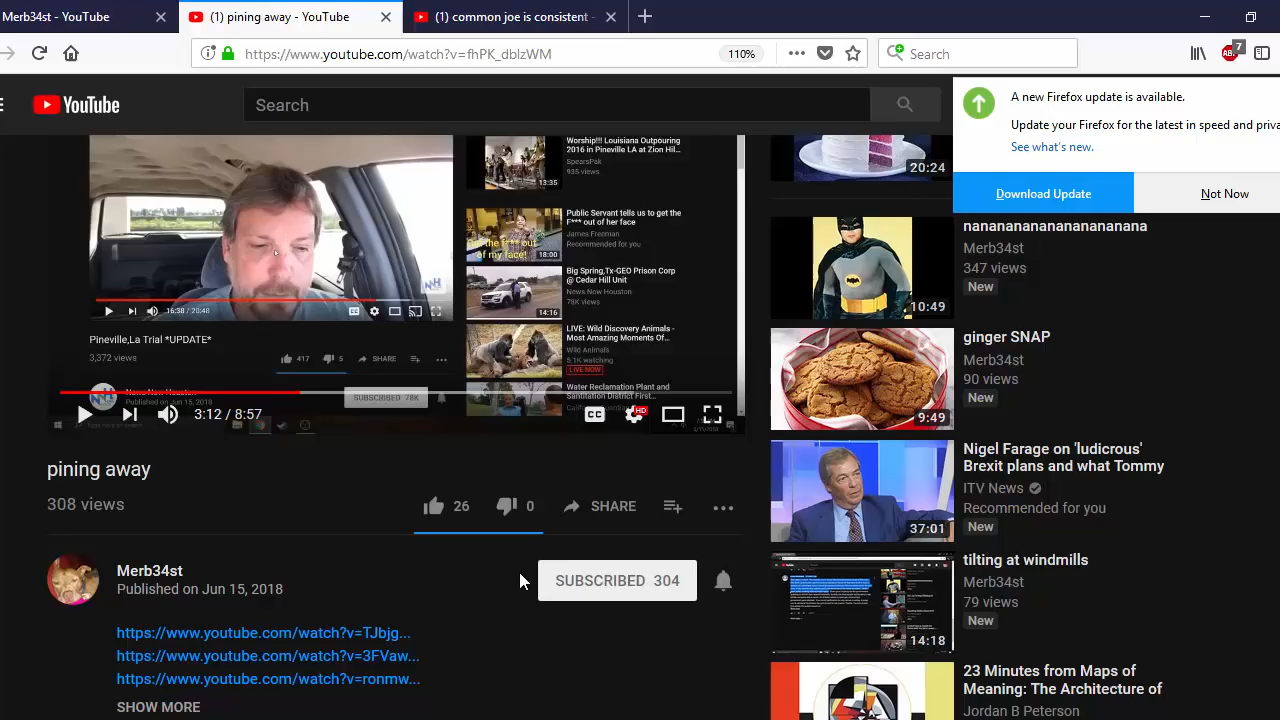 Merb34st - YouTube
(1) pining away - YouTube
(1) common joe is consistent -
https://www.youtube.com/watch?v=fhPK_dblzWM
110%
Search
7
YouTube
Search
A new Firefox update is available.
Update your Firefox for the latest in speed and priva
See what's new.
Download Update
Not Now
Worship!!! Louisiana Outpouring
2016 in Pineville LA at Zion Hil...
SpearsPak
935 views
13:35
Public Servant tells us to get the
F*** out of her face
James Freeman
Recommended for you
Get the f** out
of my face!
18:00
Big Spring,Tx-GEO Prison Corp
@ Cedar Hill Unit
News Now Houston
78K views
14:16
LIVE: Wild Discovery Animals -
Most Amazing Moments Of...
Wild Animals
5.1K watching
LIVE NOW
Water Reclamation Plant and
Santitation District First...
16:38 / 20:48
Pineville,La Trial *UPDATE*
3,372 views
417
5
SHARE
News Now Houston
Published on Jun 15, 2018
SUBSCRIBED 78K
3:12 / 8:57
CC
HD
pining away
308 views
26
0
SHARE
Merb34st
Published on Jun 15, 2018
SUBSCRIBED 304
https://www.youtube.com/watch?v=TJbjg...
https://www.youtube.com/watch?v=3FVaw...
https://www.youtube.com/watch?v=ronmw...
SHOW MORE
20:24
nananananananananana
Merb34st
347 views
New
10:49
ginger SNAP
Merb34st
90 views
New
9:49
Nigel Farage on 'ludicrous'
Brexit plans and what Tommy
ITV News
Recommended for you
New
37:01
tilting at windmills
Merb34st
79 views
New
14:18
23 Minutes from Maps of
Meaning: The Architecture of
Jordan B Peterson